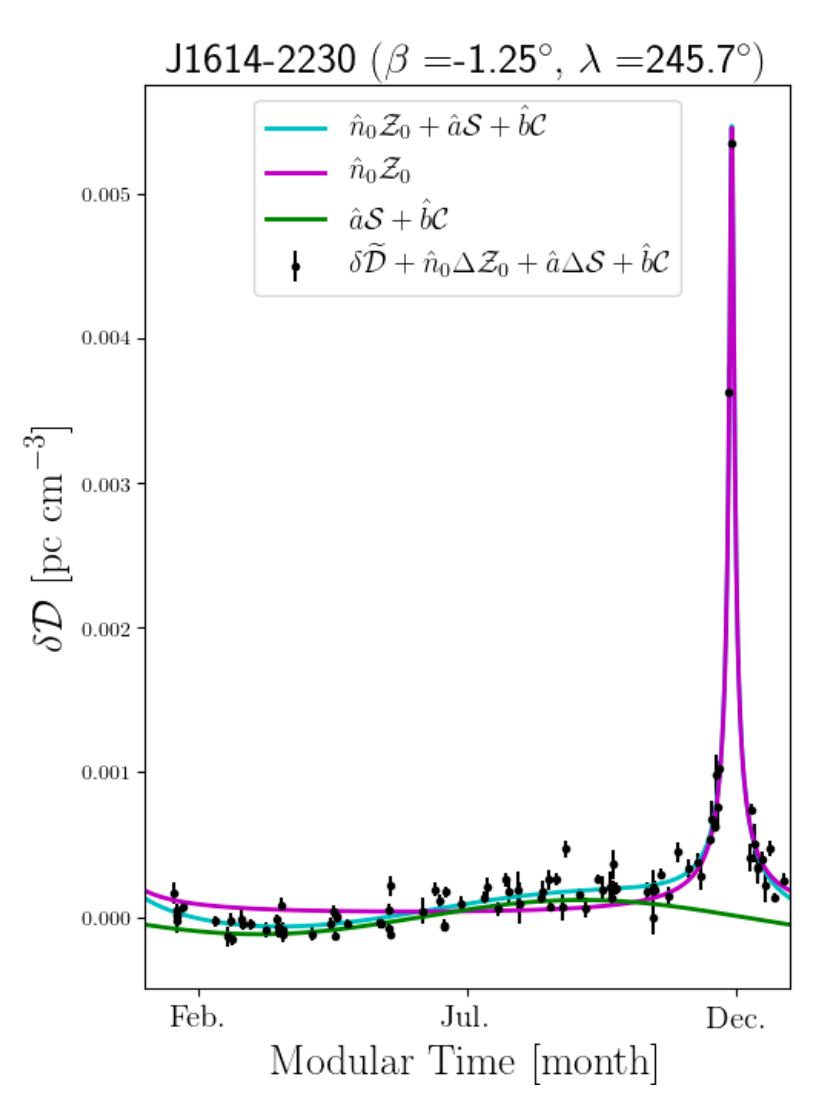 J1614-2230 (β =-1.25°, λ =245.7°)
n̂₀𝒵₀ + â𝒮 + b̂𝒞
n̂₀𝒵₀
â𝒮 + b̂𝒞
δ𝒟̃ + n̂₀Δ𝒵₀ + âΔ𝒮 + b̂𝒞
0.005
0.004
0.003
0.002
0.001
0.000
δ𝒟 [pc cm⁻³]
Feb. Jul. Dec.
Modular Time [month]